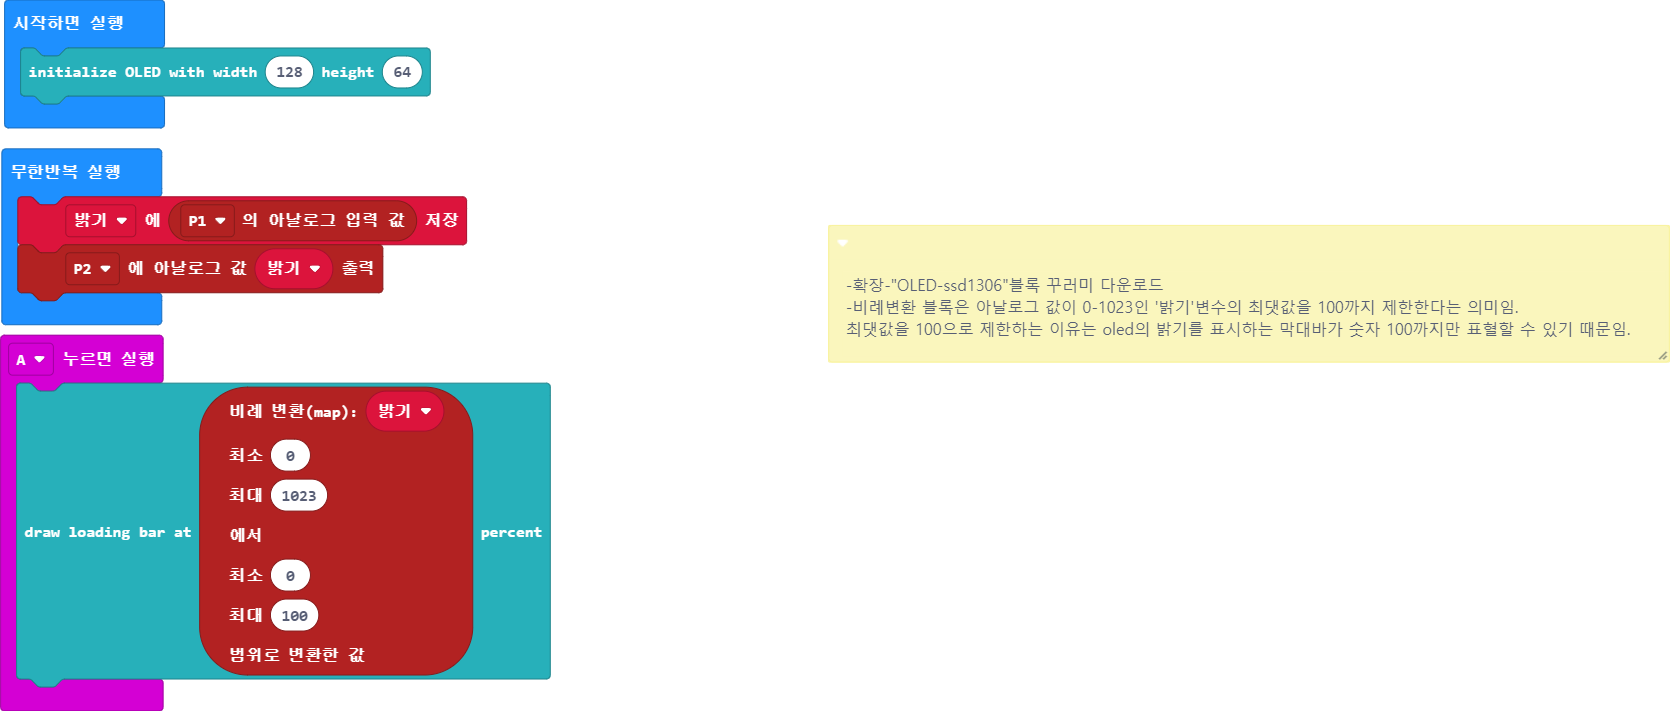 시작하면 실행
initialize OLED with width 128 height 64
무한반복 실행
밝기 에 P1 의 아날로그 입력 값 저장
P2 에 아날로그 값 밝기 출력
A 누르면 실행
draw loading bar at
비례 변환(map): 밝기
최소 0
최대 1023
에서
최소 0
최대 100
범위로 변환한 값
percent
-확장-"OLED-ssd1306"블록 꾸러미 다운로드
-비례변환 블록은 아날로그 값이 0-1023인 '밝기'변수의 최댓값을 100까지 제한한다는 의미임.
최댓값을 100으로 제한하는 이유는 oled의 밝기를 표시하는 막대바가 숫자 100까지만 표혈할 수 있기 때문임.